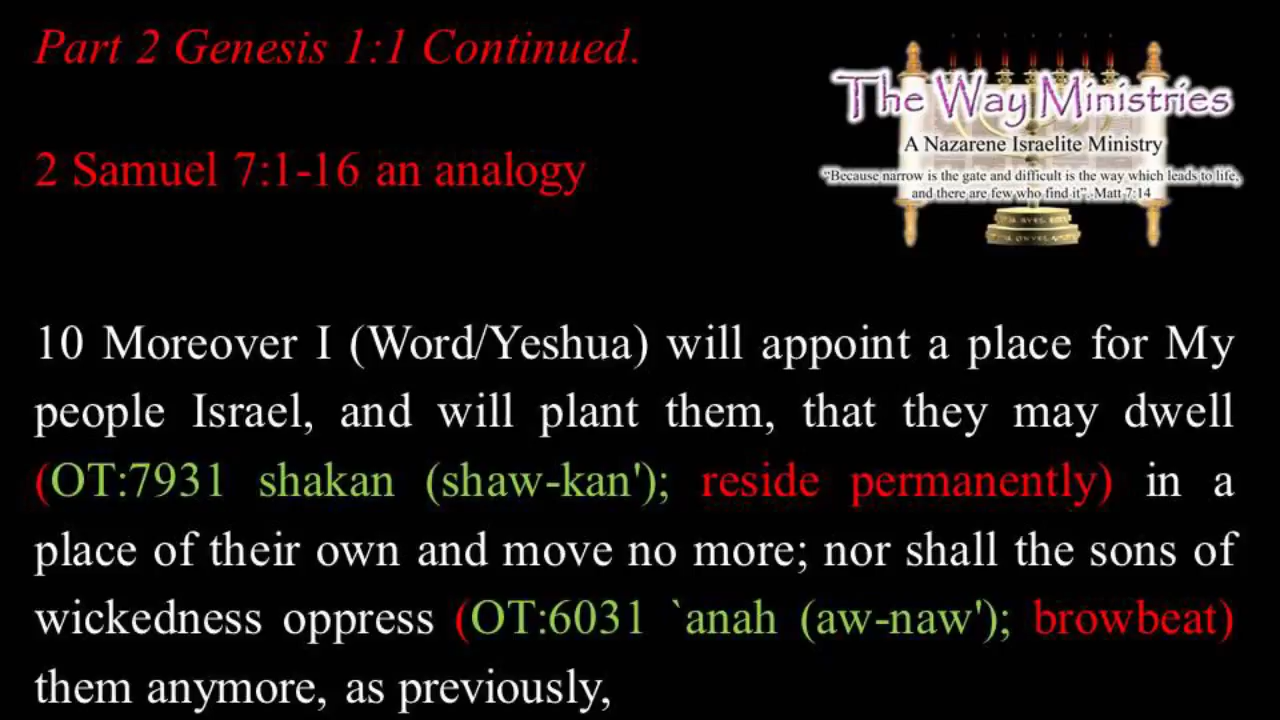 Part 2 Genesis 1:1 Continued.
The Way Ministries
A Nazarene Israelite Ministry
2 Samuel 7:1-16 an analogy
"Because narrow is the gate and difficult is the way which leads to life,
and there are few who find it". Matt 7:14
10 Moreover I (Word/Yeshua) will appoint a place for My
people Israel, and will plant them, that they may dwell
(OT:7931 shakan (shaw-kan'); reside permanently) in a
place of their own and move no more; nor shall the sons of
wickedness oppress (OT:6031 `anah (aw-naw'); browbeat)
them anymore, as previously,